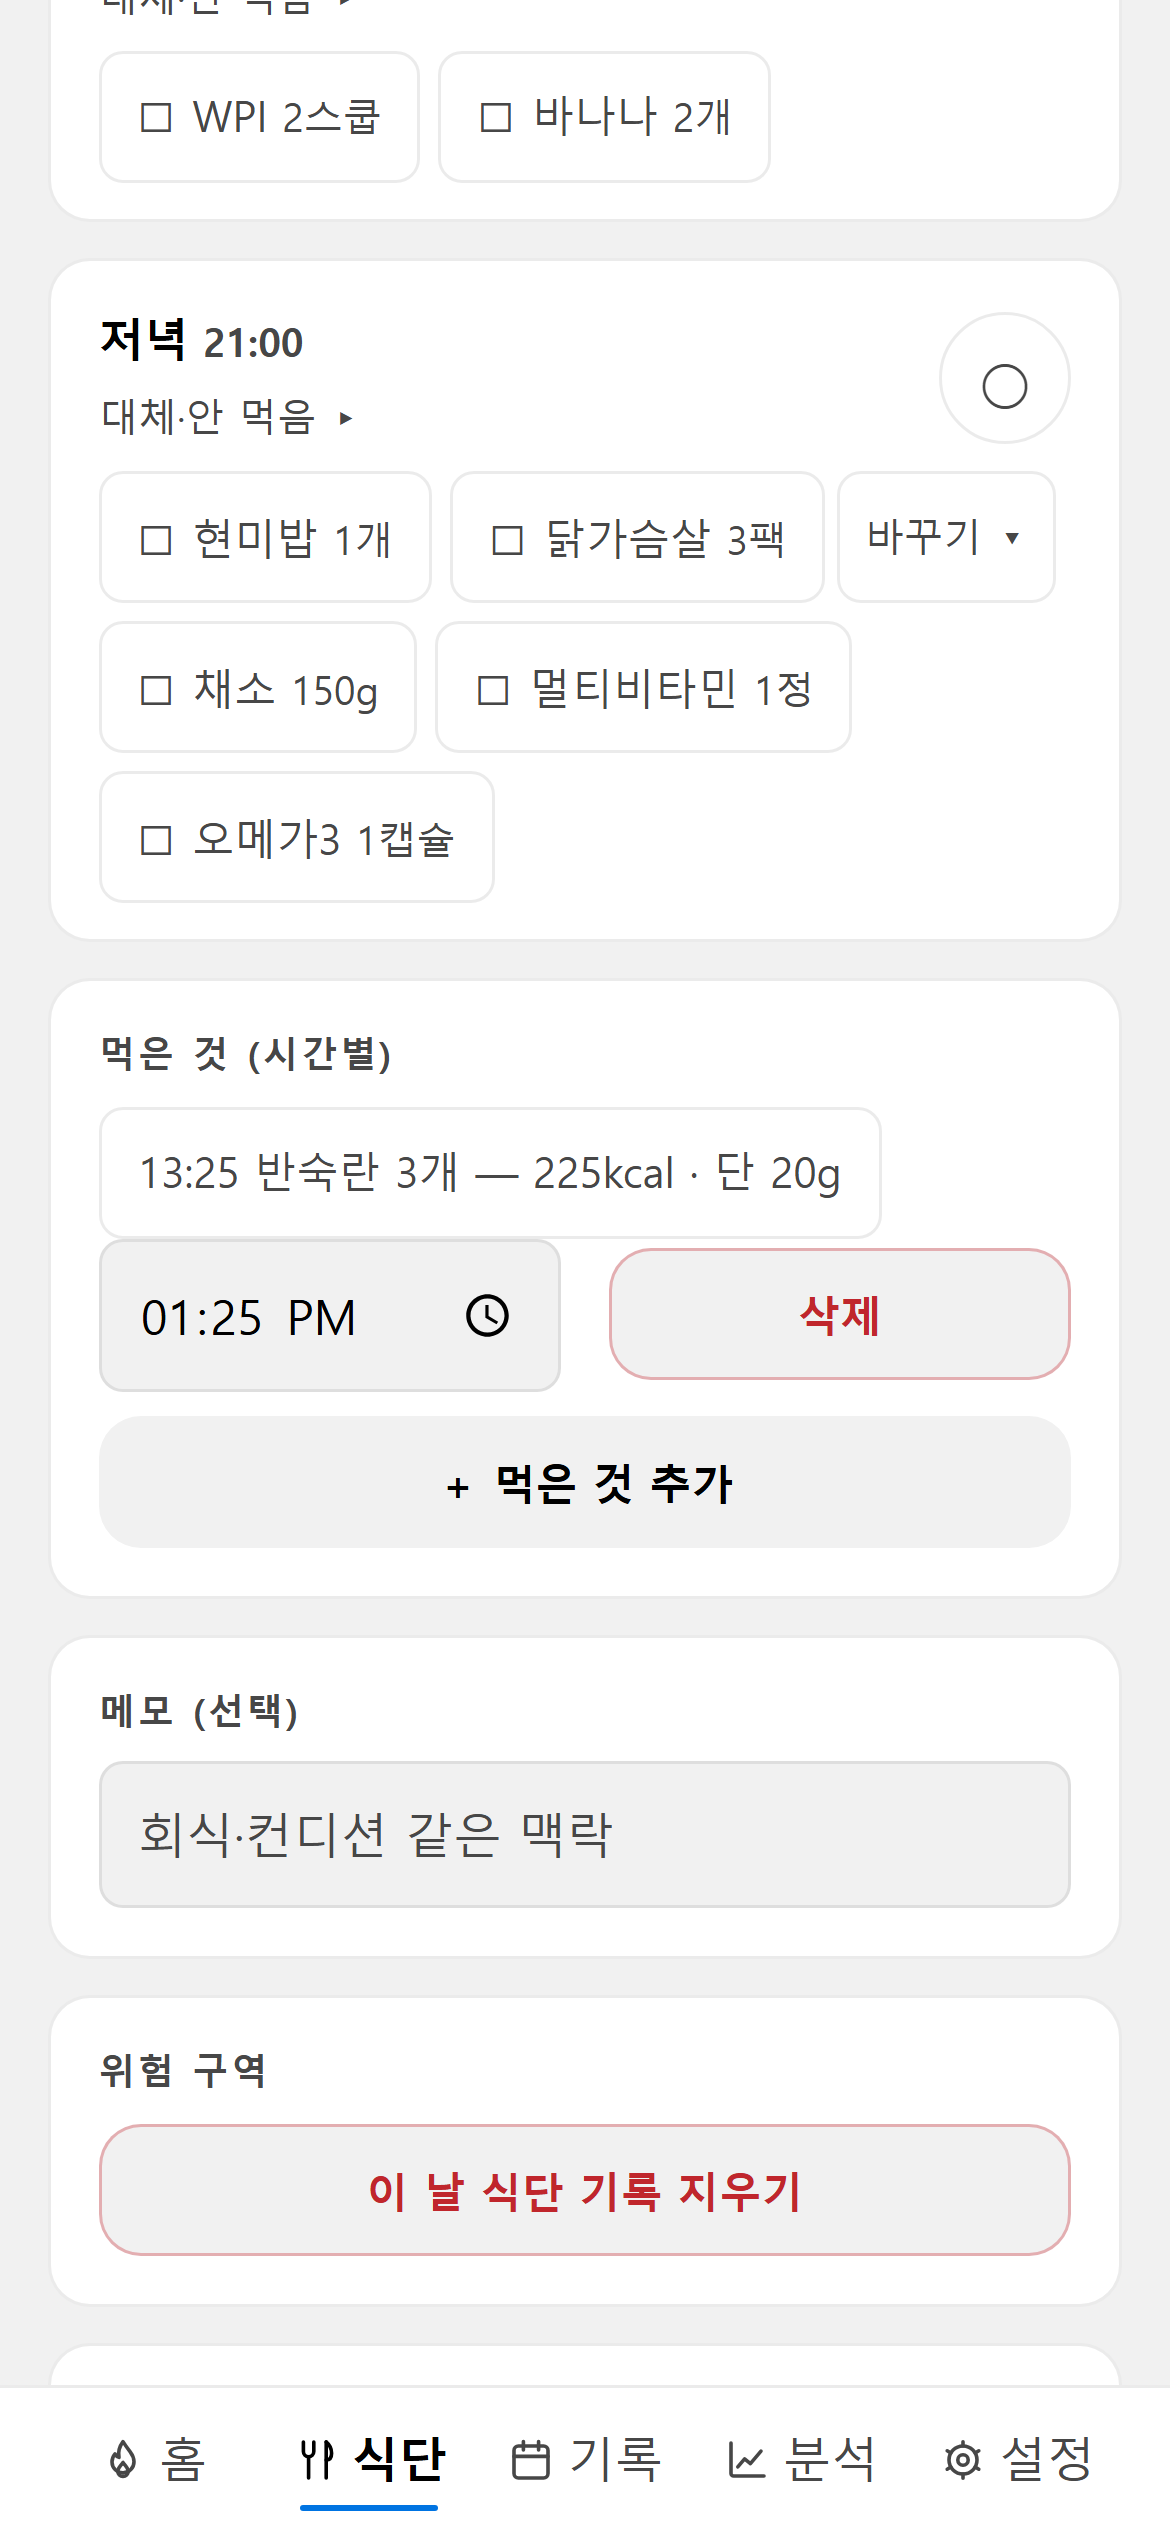 대체·안 먹음 ▸
☐ WPI 2스쿱 ☐ 바나나 2개
저녁 21:00
대체·안 먹음 ▸
☐ 현미밥 1개 ☐ 닭가슴살 3팩 바꾸기 ▾
☐ 채소 150g ☐ 멀티비타민 1정
☐ 오메가3 1캡슐
먹은 것 (시간별)
13:25 반숙란 3개 — 225kcal · 단 20g
01:25 PM 삭제
+ 먹은 것 추가
메모 (선택)
회식·컨디션 같은 맥락
위험 구역
이 날 식단 기록 지우기
홈 식단 기록 분석 설정